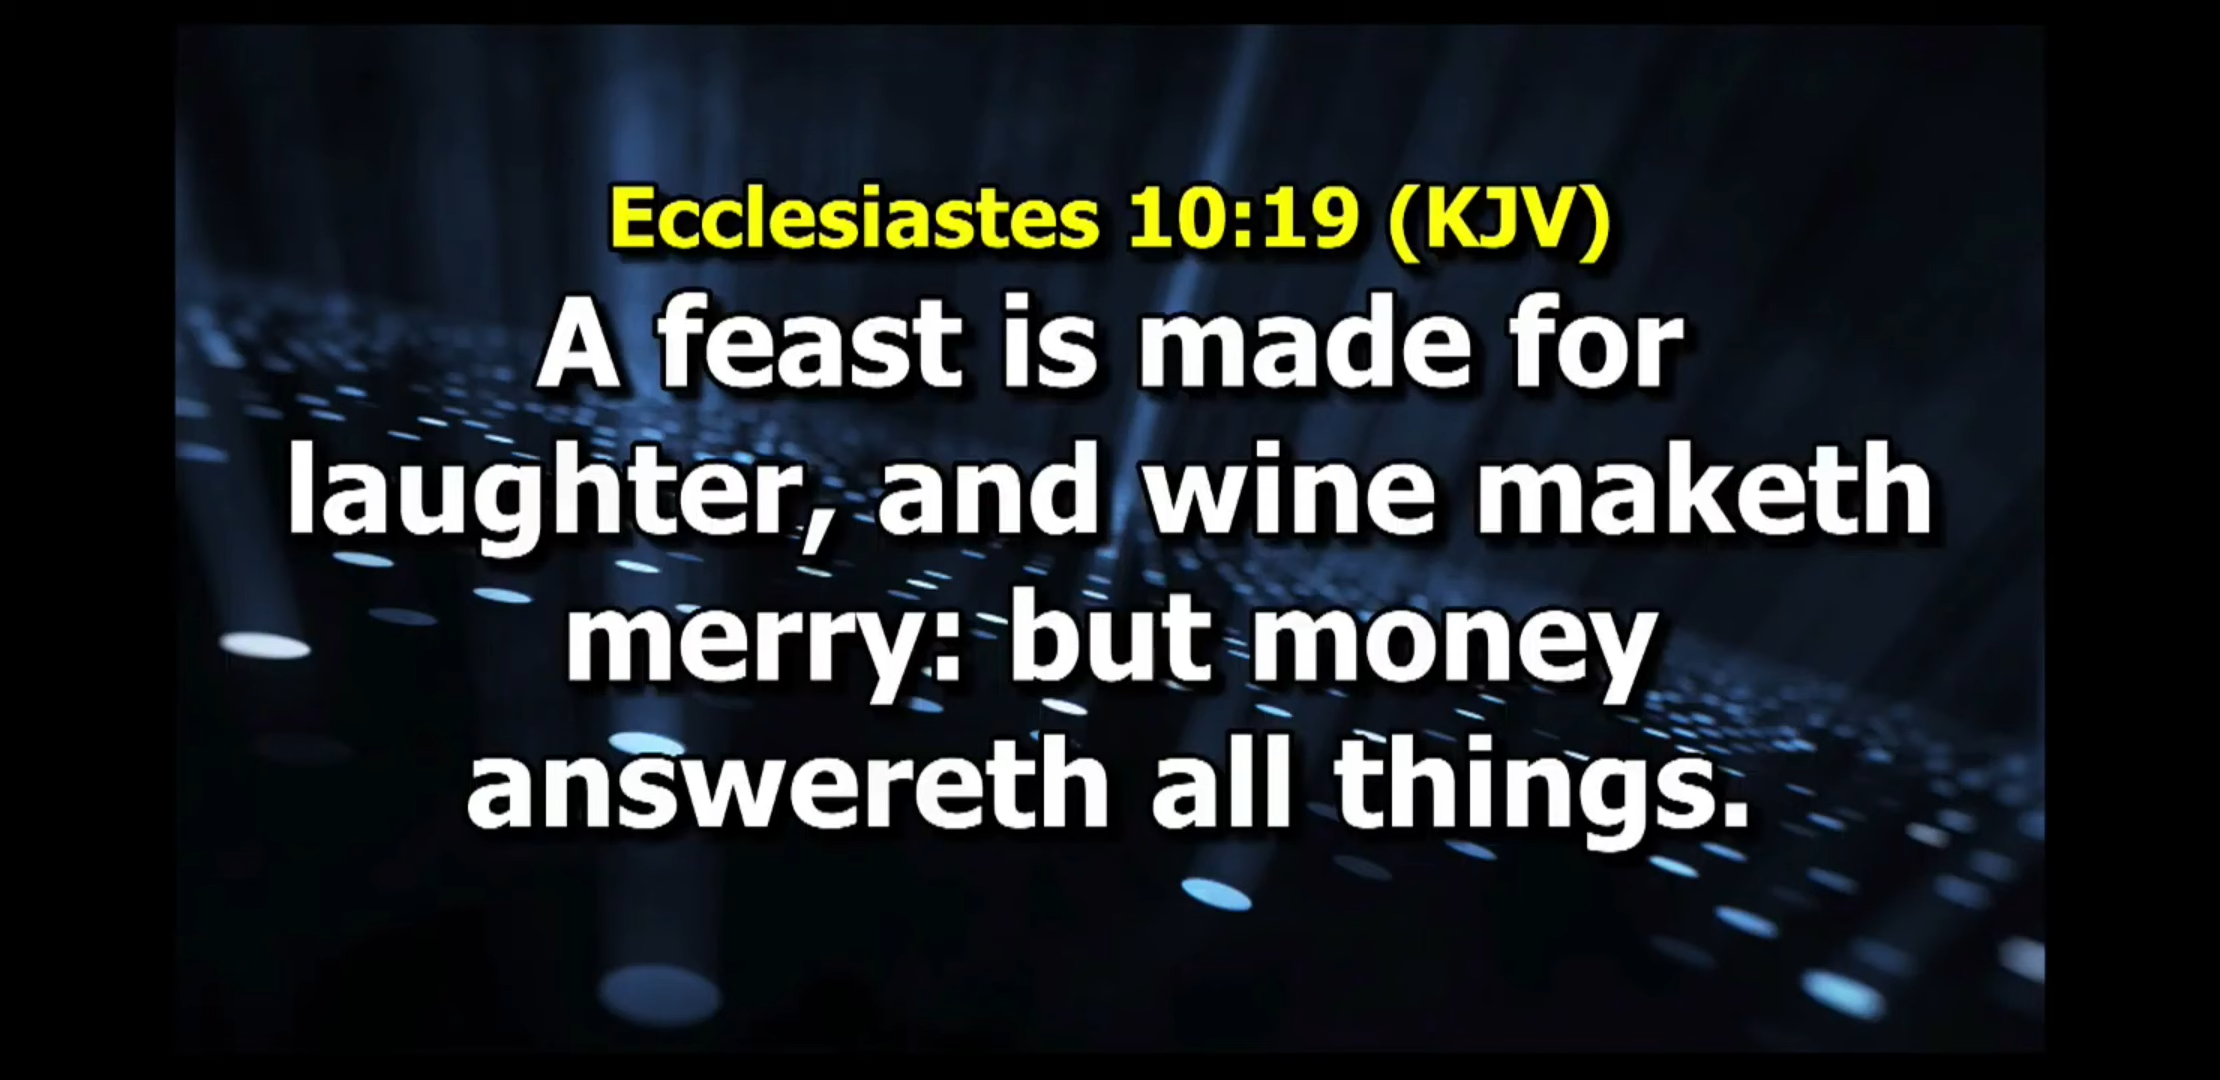 Ecclesiastes 10:19 (KJV)
A feast is made for
laughter, and wine maketh
merry: but money
answereth all things.